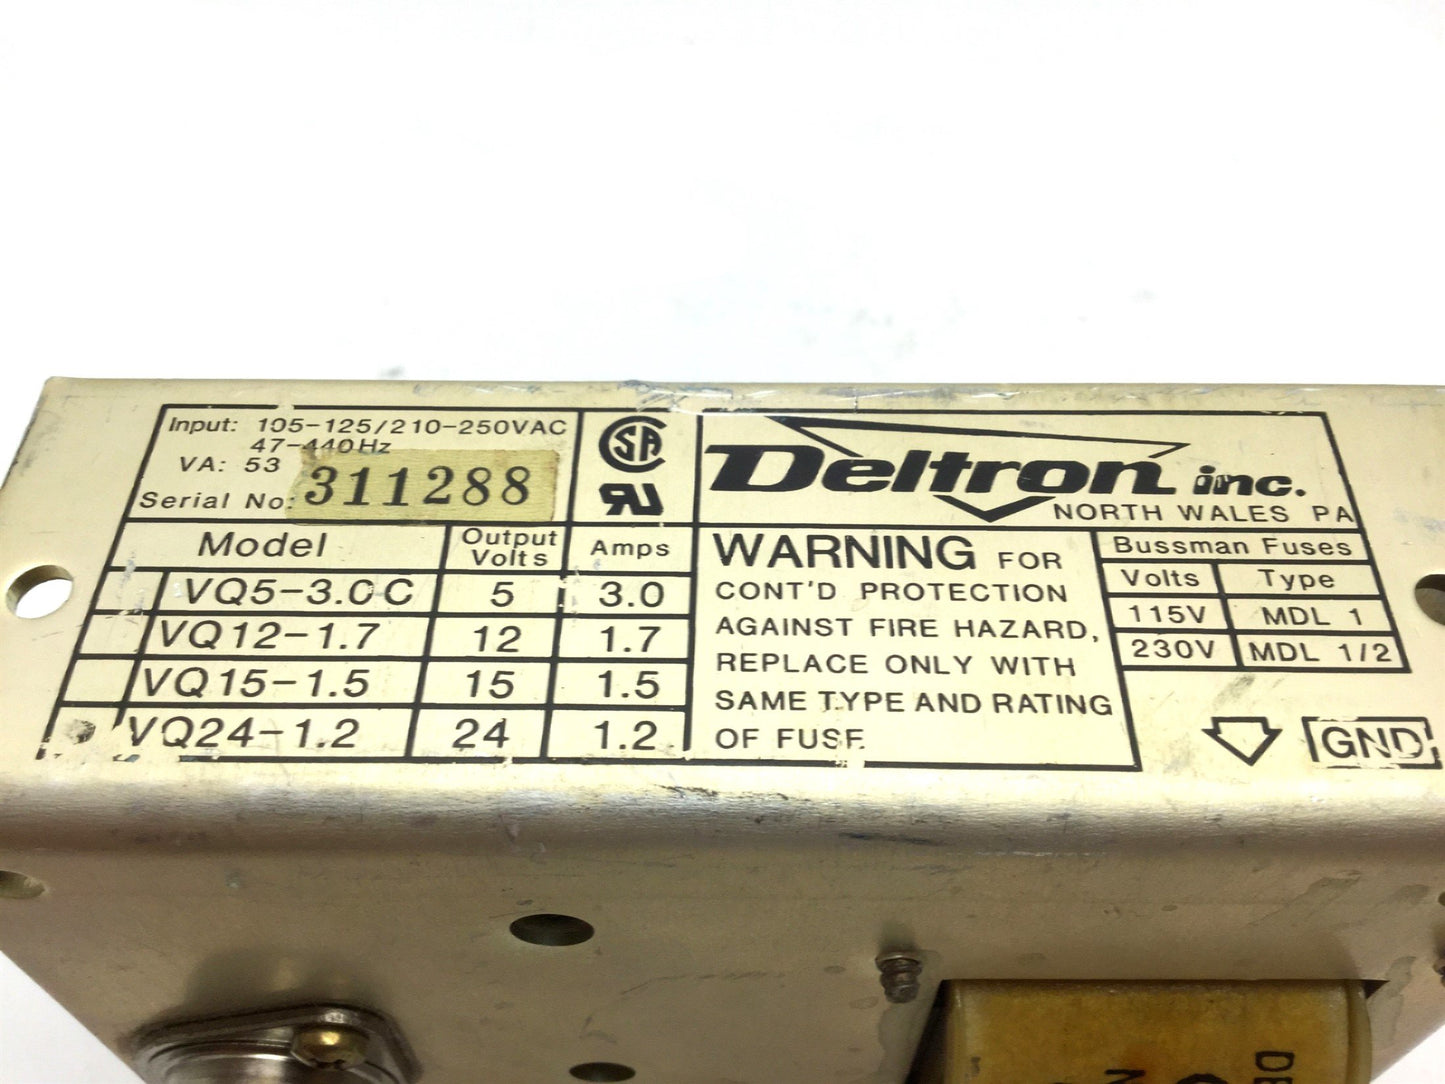 Input: 105-125/210-250VAC
47-440Hz
VA: 53
Serial No: 311288
Deltron inc.
NORTH WALES PA
Model Output Volts Amps
VQ5-3.0C 5 3.0
VQ12-1.7 12 1.7
VQ15-1.5 15 1.5
VQ24-1.2 24 1.2
WARNING FOR
CONT'D PROTECTION
AGAINST FIRE HAZARD,
REPLACE ONLY WITH
SAME TYPE AND RATING
OF FUSE
Bussman Fuses
Volts Type
115V MDL 1
230V MDL 1/2
GND